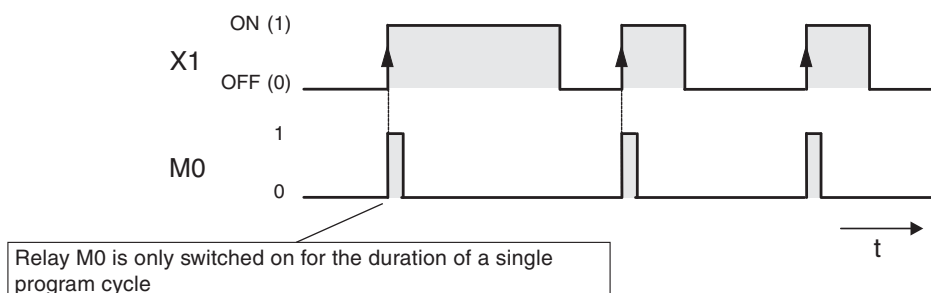 ON (1)
X1
OFF (0)
1
M0
0
t
Relay M0 is only switched on for the duration of a single
program cycle